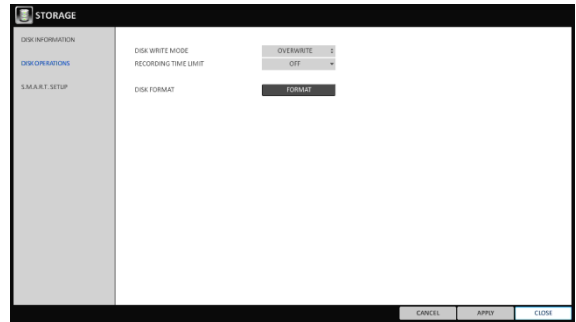 STORAGE
DISK INFORMATION
DISK OPERATIONS
S.M.A.R.T. SETUP
DISK WRITE MODE OVERWRITE
RECORDING TIME LIMIT OFF
DISK FORMAT FORMAT
CANCEL APPLY CLOSE